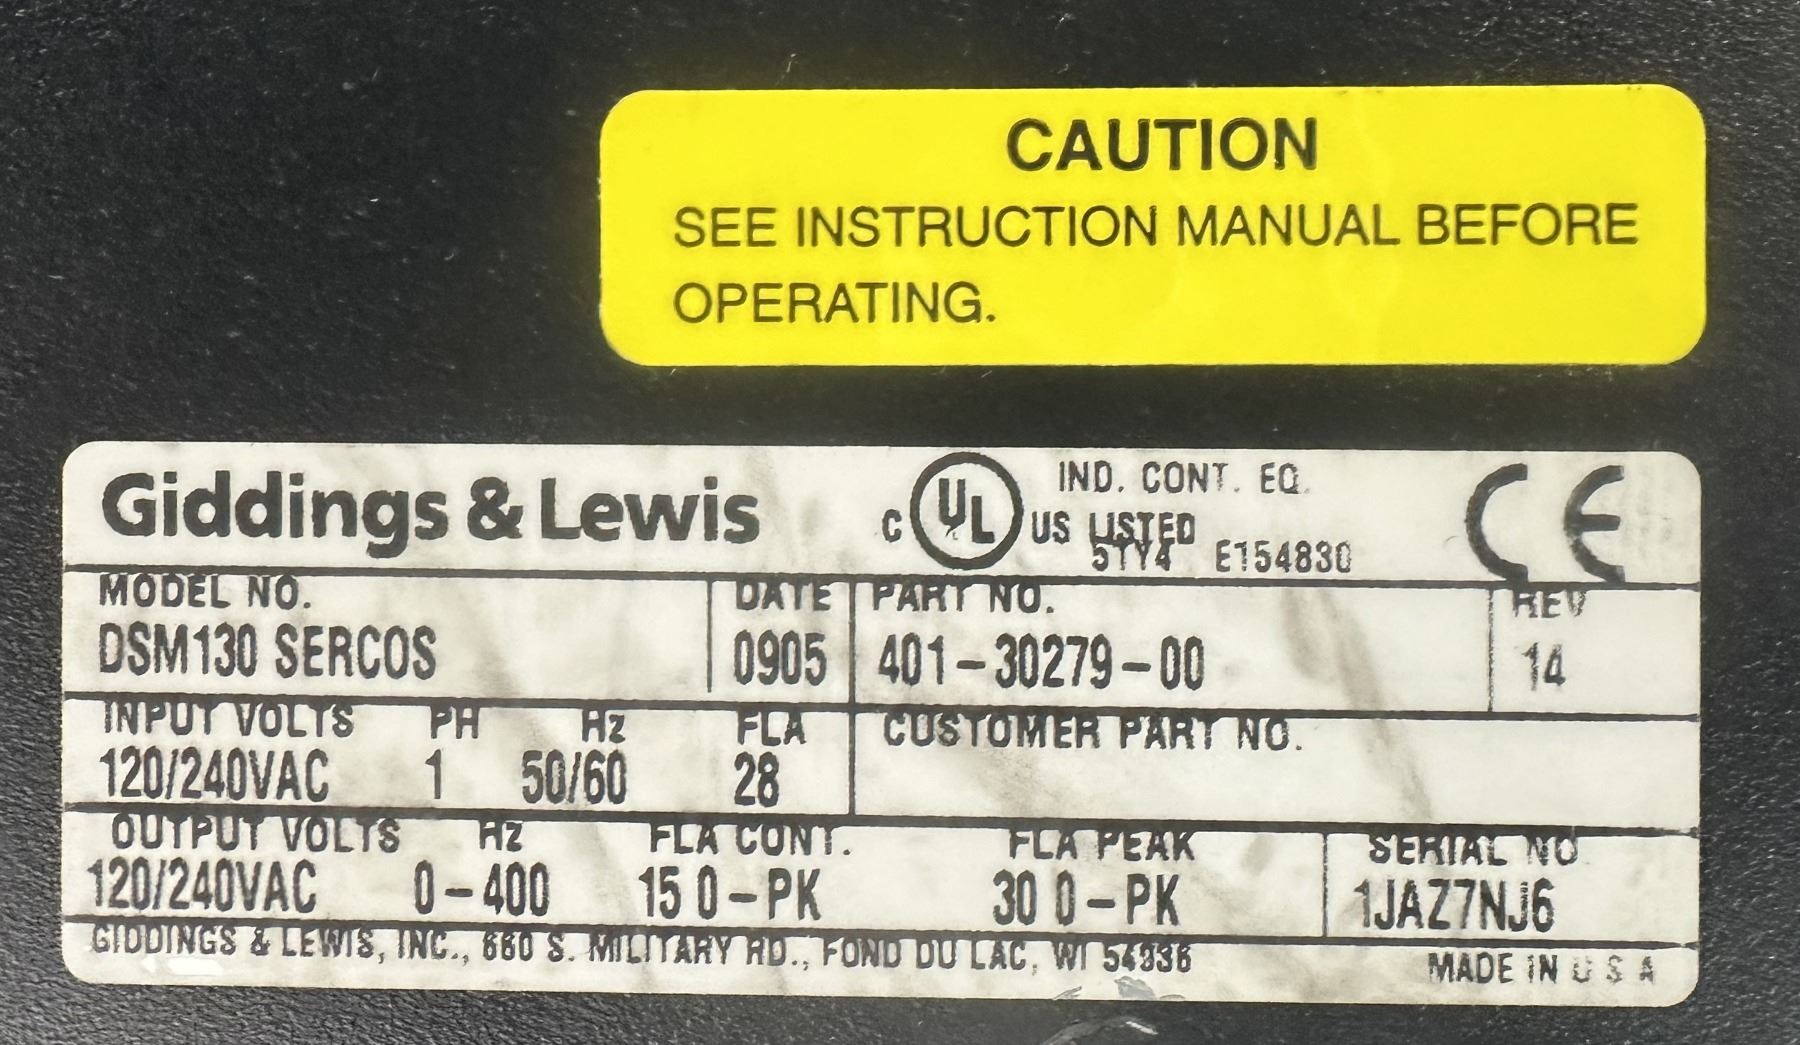 CAUTION
SEE INSTRUCTION MANUAL BEFORE
OPERATING.
Giddings & Lewis
C UL US IND. CONT. EQ.
LISTED
5TY4 E154830
CE
MODEL NO. DATE PART NO. REV
DSM130 SERCOS 0905 401-30279-00 14
INPUT VOLTS PH Hz FLA CUSTOMER PART NO.
120/240VAC 1 50/60 28
OUTPUT VOLTS HZ FLA CONT. FLA PEAK SERIAL NO
120/240VAC 0-400 15 0-PK 30 0-PK 1JAZ7NJ6
GIDDINGS & LEWIS, INC., 660 S. MILITARY RD., FOND DU LAC, WI 54936
MADE IN U S A